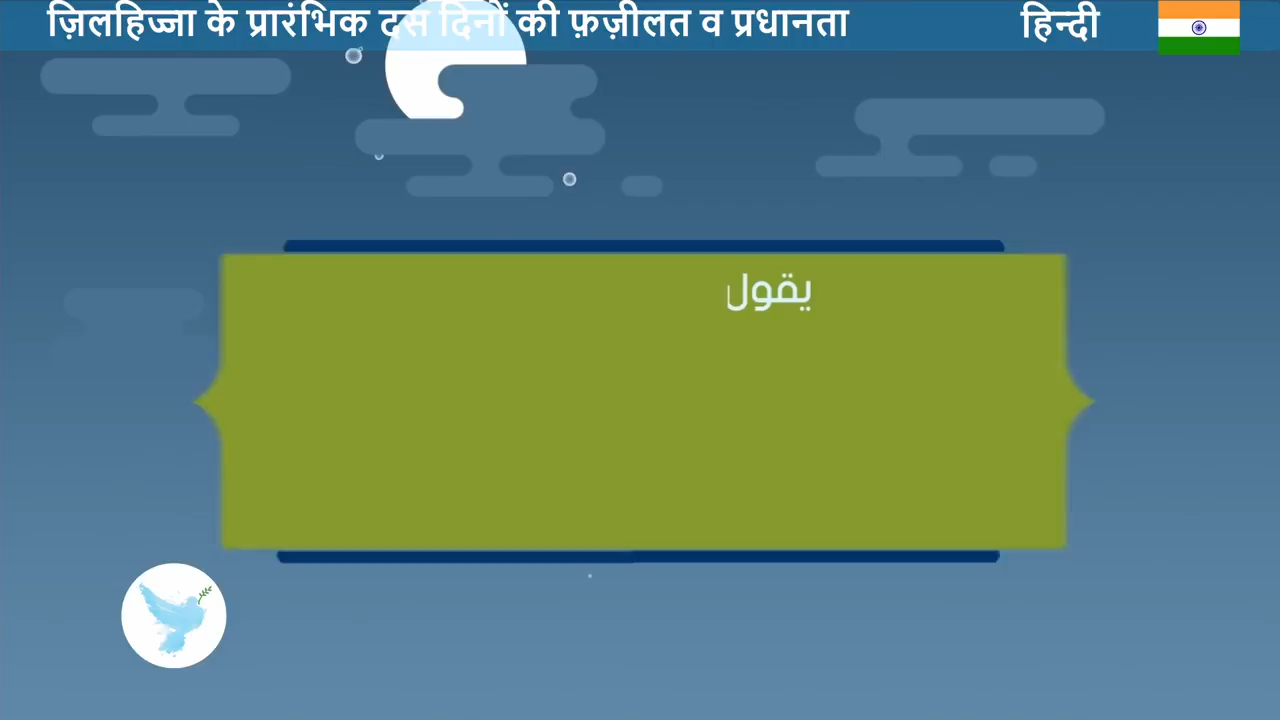 ज़िलहिज्जा के प्रारंभिक दस दिनों की फ़ज़ीलत व प्रधानता
हिन्दी
يقول